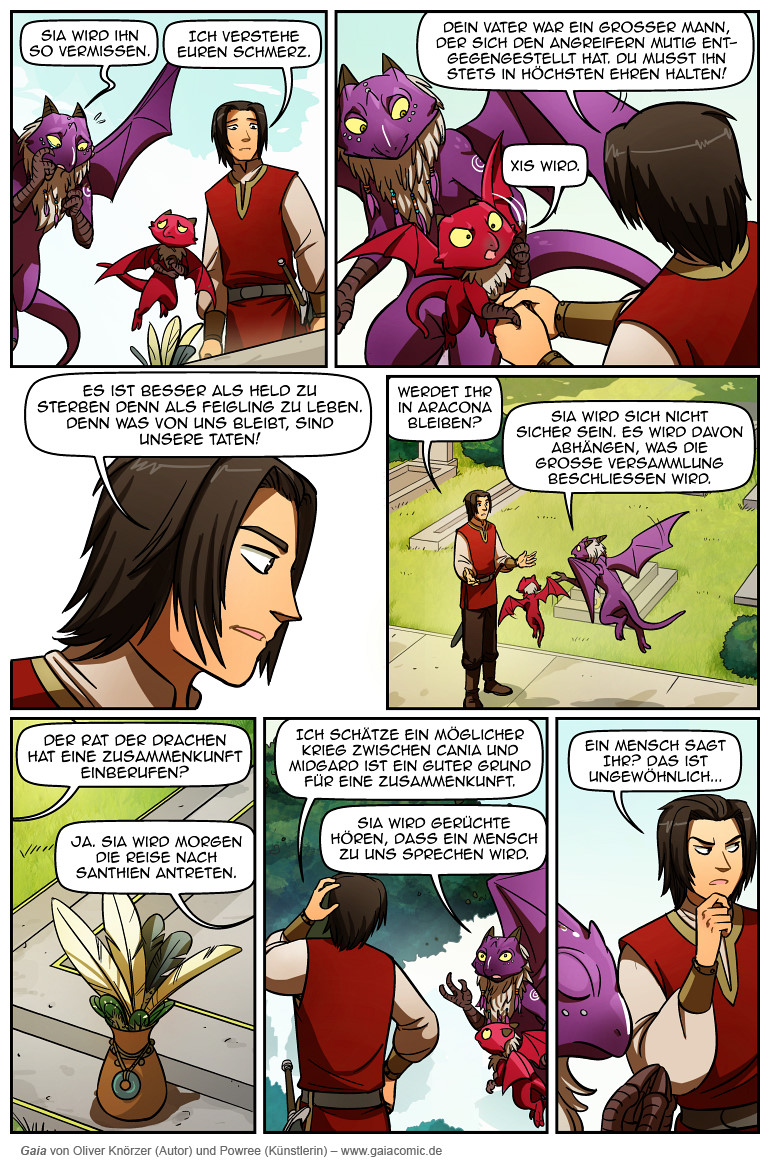 SIA WIRD IHN
SO VERMISSEN.
ICH VERSTEHE
EUREN SCHMERZ.
DEIN VATER WAR EIN GROSSER MANN,
DER SICH DEN ANGREIFERN MUTIG ENT-
GEGENGESTELLT HAT. DU MUSST IHN
STETS IN HÖCHSTEN EHREN HALTEN!
XIS WIRD.
ES IST BESSER ALS HELD ZU
STERBEN DENN ALS FEIGLING ZU LEBEN.
DENN WAS VON UNS BLEIBT, SIND
UNSERE TATEN!
WERDET IHR
IN ARACONA
BLEIBEN?
SIA WIRD SICH NICHT
SICHER SEIN. ES WIRD DAVON
ABHÄNGEN, WAS DIE
GROSSE VERSAMMLUNG
BESCHLIESSEN WIRD.
DER RAT DER DRACHEN
HAT EINE ZUSAMMENKUNFT
EINBERUFEN?
JA. SIA WIRD MORGEN
DIE REISE NACH
SANTHIEN ANTRETEN.
ICH SCHÄTZE EIN MÖGLICHER
KRIEG ZWISCHEN CANIA UND
MIDGARD IST EIN GUTER GRUND
FÜR EINE ZUSAMMENKUNFT.
SIA WIRD GERÜCHTE
HÖREN, DASS EIN MENSCH
ZU UNS SPRECHEN WIRD.
EIN MENSCH SAGT
IHR? DAS IST
UNGEWÖHNLICH...
Gaia von Oliver Knörzer (Autor) und Powree (Künstlerin) – www.gaiacomic.de